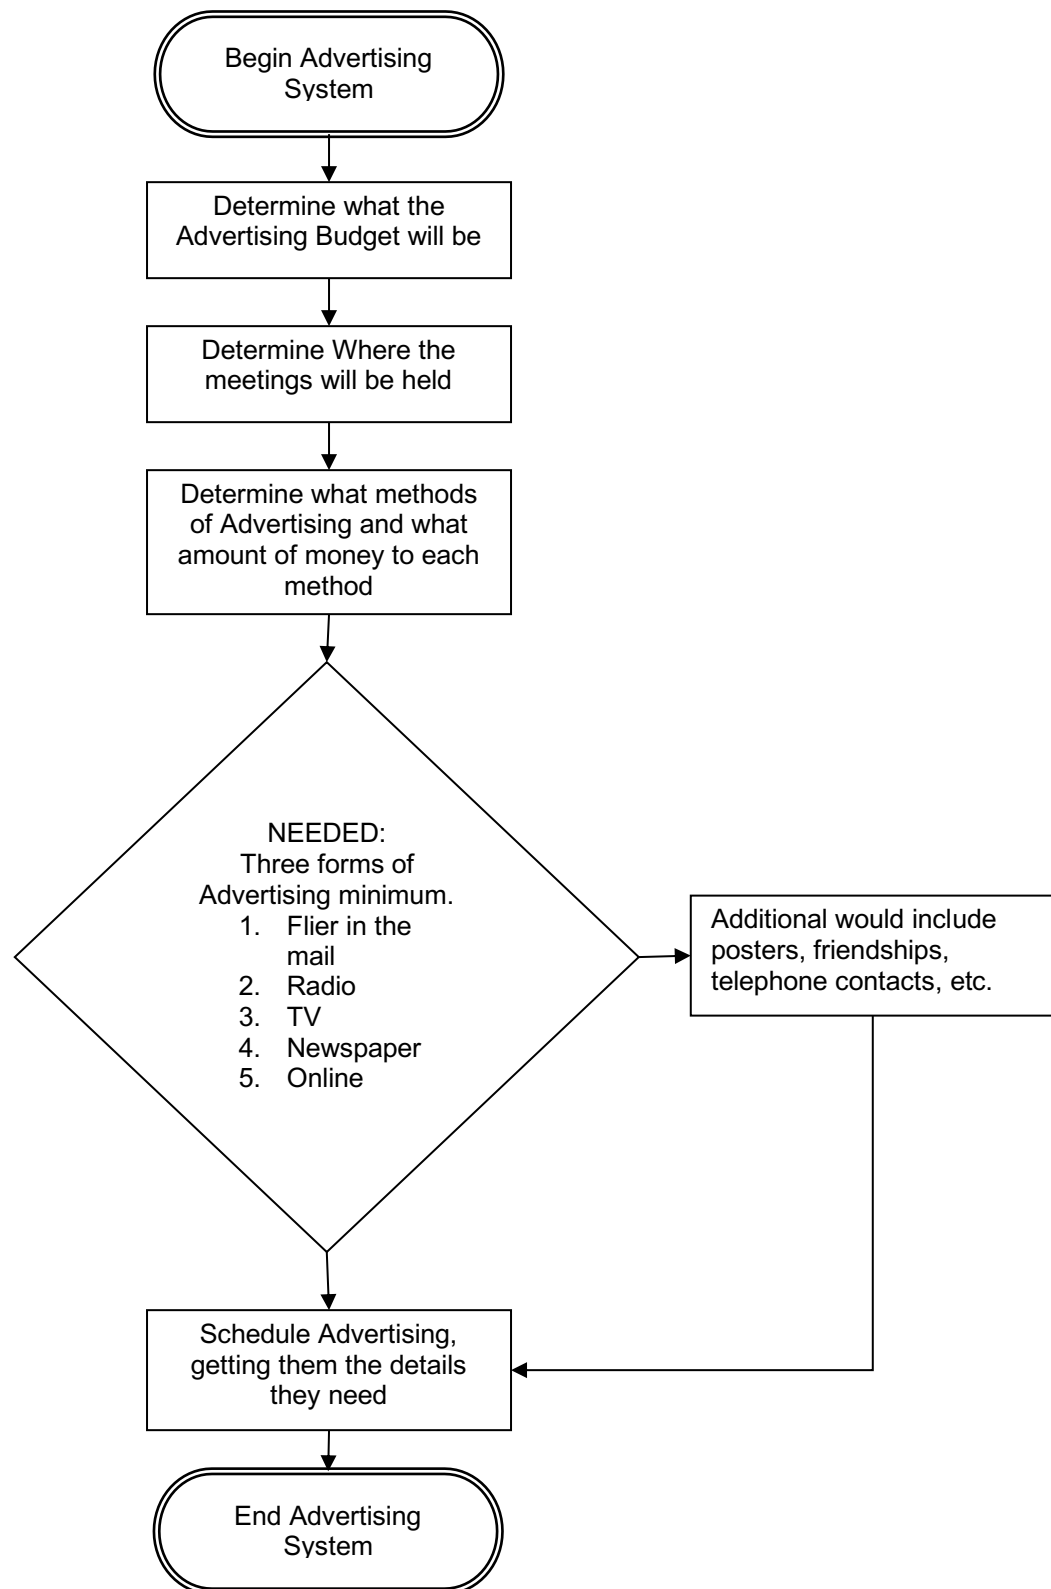 Begin Advertising
System
Determine what the
Advertising Budget will be
Determine Where the
meetings will be held
Determine what methods
of Advertising and what
amount of money to each
method
NEEDED:
Three forms of
Advertising minimum.
1. Flier in the
mail
2. Radio
3. TV
4. Newspaper
5. Online
Additional would include
posters, friendships,
telephone contacts, etc.
Schedule Advertising,
getting them the details
they need
End Advertising
System